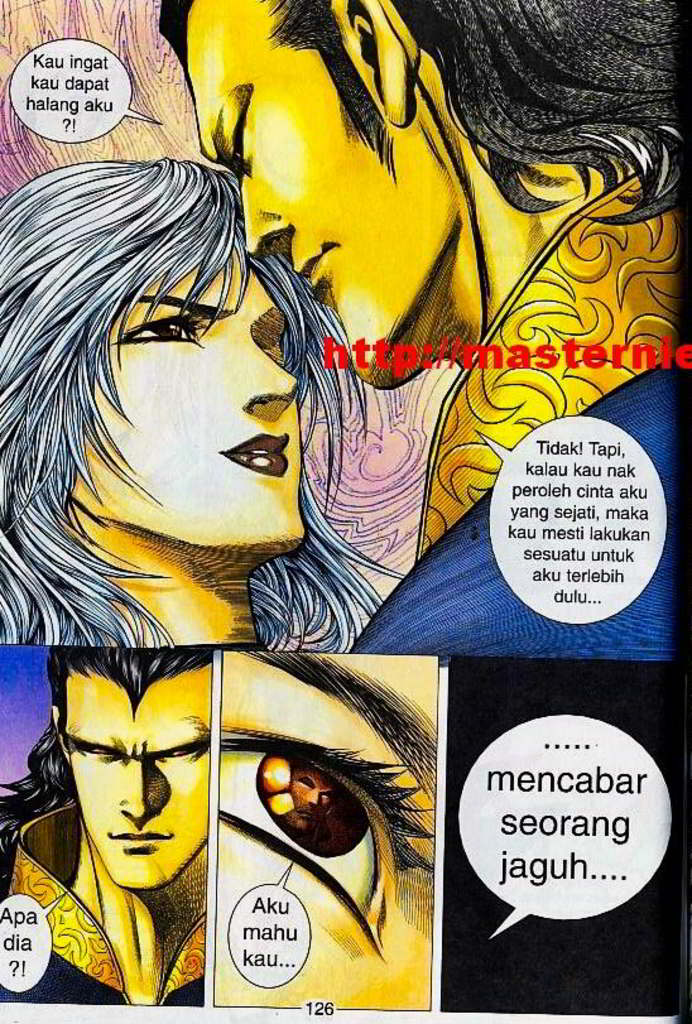 Kau ingat
kau dapat
halang aku
?!
http://masternie
Tidak! Tapi,
kalau kau nak
peroleh cinta aku
yang sejati, maka
kau mesti lakukan
sesuatu untuk
aku terlebih
dulu...
Apa
dia
?!
Aku
mahu
kau...
.....
mencabar
seorang
jaguh....
126